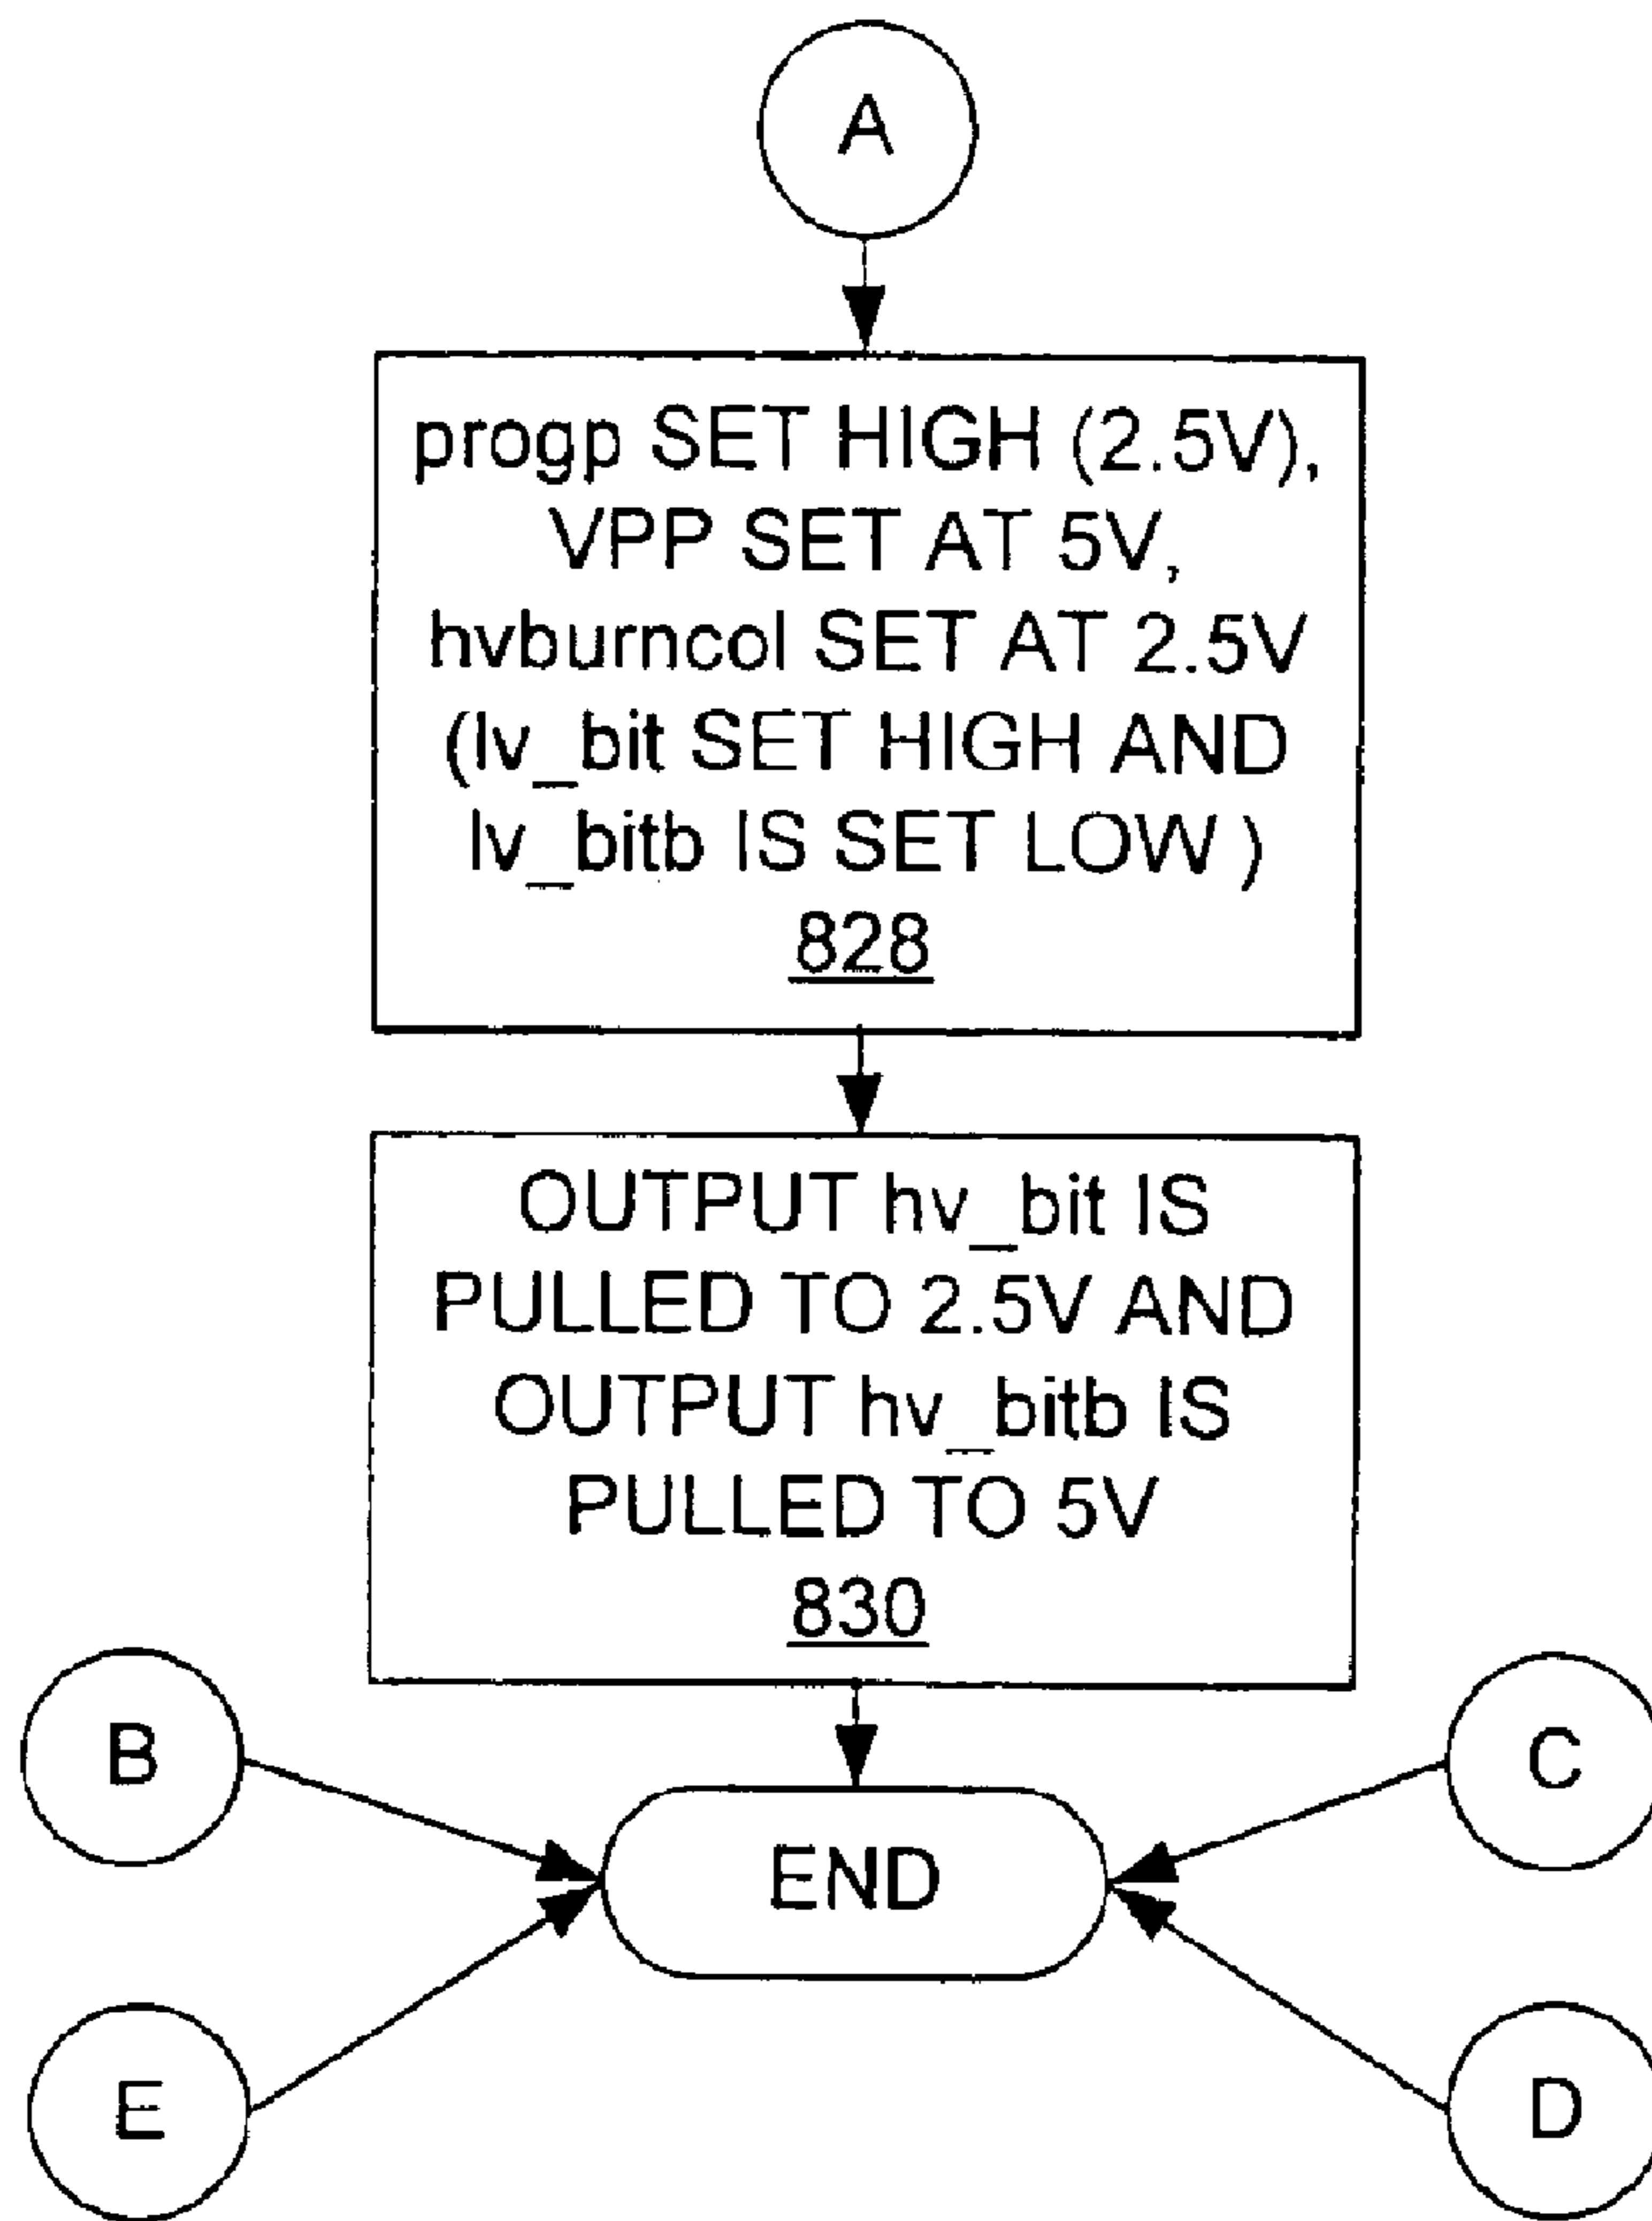 A
progp SET HIGH (2.5V),
VPP SET AT 5V,
hvburncol SET AT 2.5V
(lv_bit SET HIGH AND
lv_bitb IS SET LOW )
828
OUTPUT hv_bit IS
PULLED TO 2.5V AND
OUTPUT hv_bitb IS
PULLED TO 5V
830
B
C
END
E
D